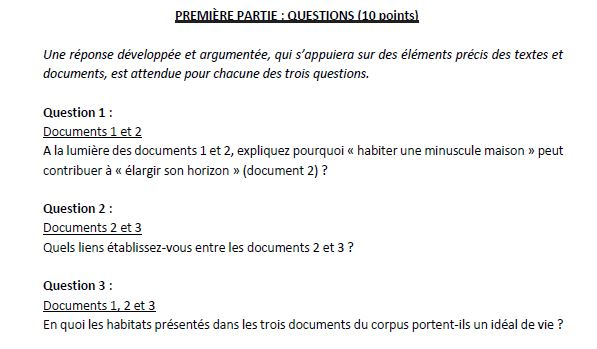 PREMIÈRE PARTIE : QUESTIONS (10 points)
Une réponse développée et argumentée, qui s'appuiera sur des éléments précis des textes et
documents, est attendue pour chacune des trois questions.
Question 1 :
Documents 1 et 2
A la lumière des documents 1 et 2, expliquez pourquoi « habiter une minuscule maison » peut
contribuer à « élargir son horizon » (document 2) ?
Question 2 :
Documents 2 et 3
Quels liens établissez-vous entre les documents 2 et 3 ?
Question 3 :
Documents 1, 2 et 3
En quoi les habitats présentés dans les trois documents du corpus portent-ils un idéal de vie ?